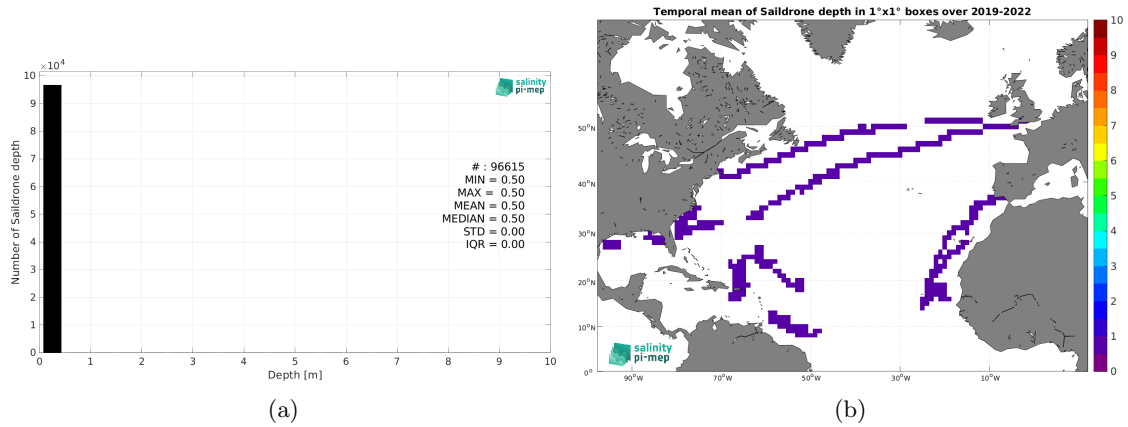 ×10⁴
10
9
8
7
6
5
4
3
2
1
0
Number of Saildrone depth
salinity
pi-mep
# : 96615
MIN = 0.50
MAX = 0.50
MEAN = 0.50
MEDIAN = 0.50
STD = 0.00
IQR = 0.00
0 1 2 3 4 5 6 7 8 9 10
Depth [m]
(a)
Temporal mean of Saildrone depth in 1°x1° boxes over 2019-2022
50°N
40°N
30°N
20°N
10°N
0°
90°W 70°W 50°W 30°W 10°W
salinity
pi-mep
10
9
8
7
6
5
4
3
2
1
0
(b)